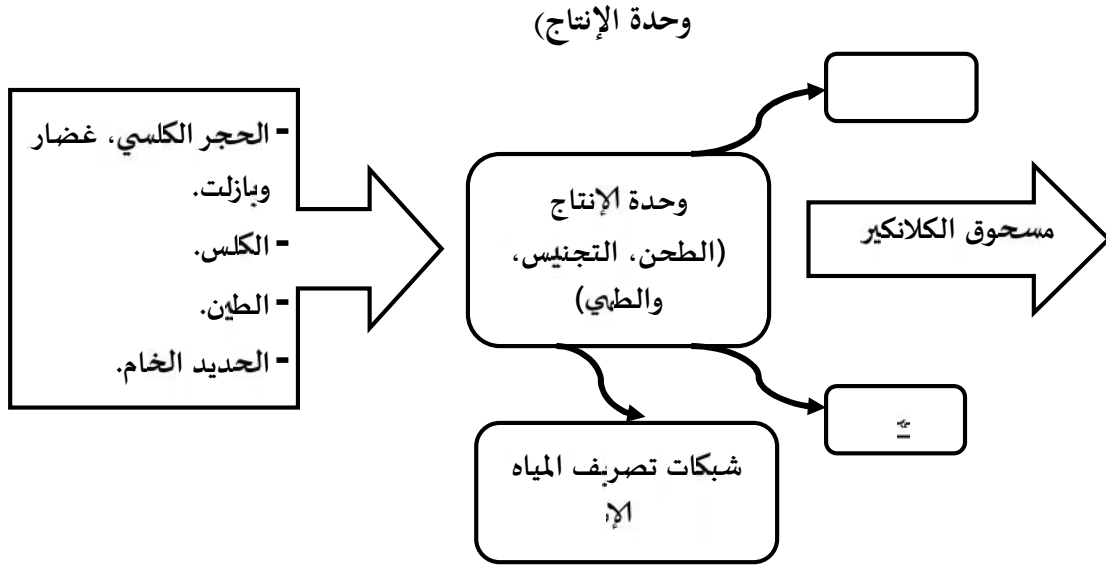 وحدة الإنتاج)
- الحجر الكلسي، غضار
وبازلت.
- الكلس.
- الطين.
- الحديد الخام.
وحدة الإنتاج
(الطحن، التجنيس،
والطهي)
مسحوق الكلانكير
شبكات تصريف المياه